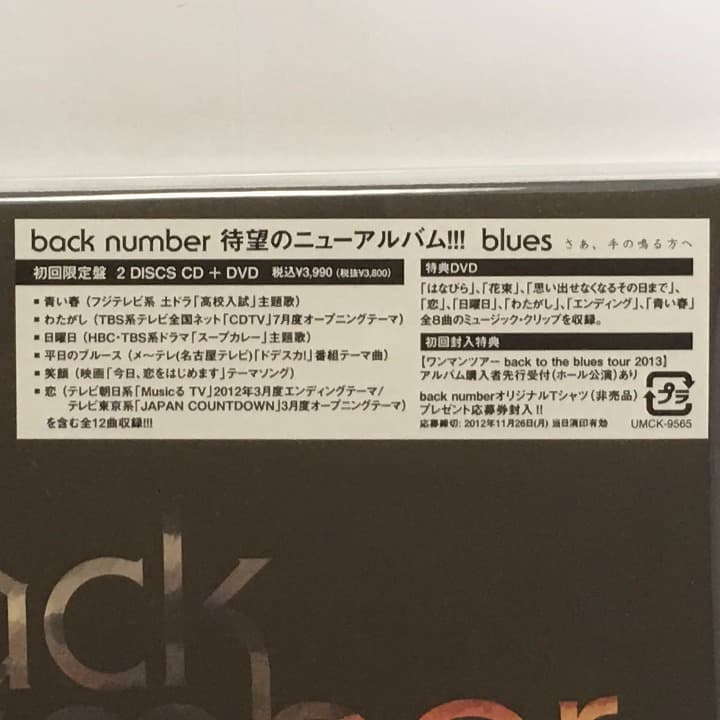 back number 待望のニューアルバム!!! blues さあ、手の鳴る方へ
初回限定盤 2 DISCS CD + DVD 税込¥3,990 (税抜¥3,800)
▪ 青い春 (フジテレビ系 土ドラ「高校入試」主題歌)
▪ わたがし (TBS系テレビ全国ネット「CDTV」7月度オープニングテーマ)
▪ 日曜日 (HBC・TBS系ドラマ「スープカレー」主題歌)
▪ 平日のブルース (メ〜テレ(名古屋テレビ)「ドデスカ!」番組テーマ曲)
▪ 笑顔 (映画「今日、恋をはじめます」テーマソング)
▪ 恋 (テレビ朝日系「Musicる TV」2012年3月度エンディングテーマ/
テレビ東京系「JAPAN COUNTDOWN」3月度オープニングテーマ)
を含む全12曲収録!!!
特典DVD
「はなびら」、「花束」、「思い出せなくなるその日まで」、
「恋」、「日曜日」、「わたがし」、「エンディング」、「青い春」
全8曲のミュージック・クリップを収録。
初回封入特典
【ワンマンツアー back to the blues tour 2013】
アルバム購入者先行受付(ホール公演)あり
back numberオリジナルTシャツ(非売品)
プレゼント応募券封入!!
応募締切: 2012年11月26日(月) 当日消印有効
プラ
UMCK-9565
ack